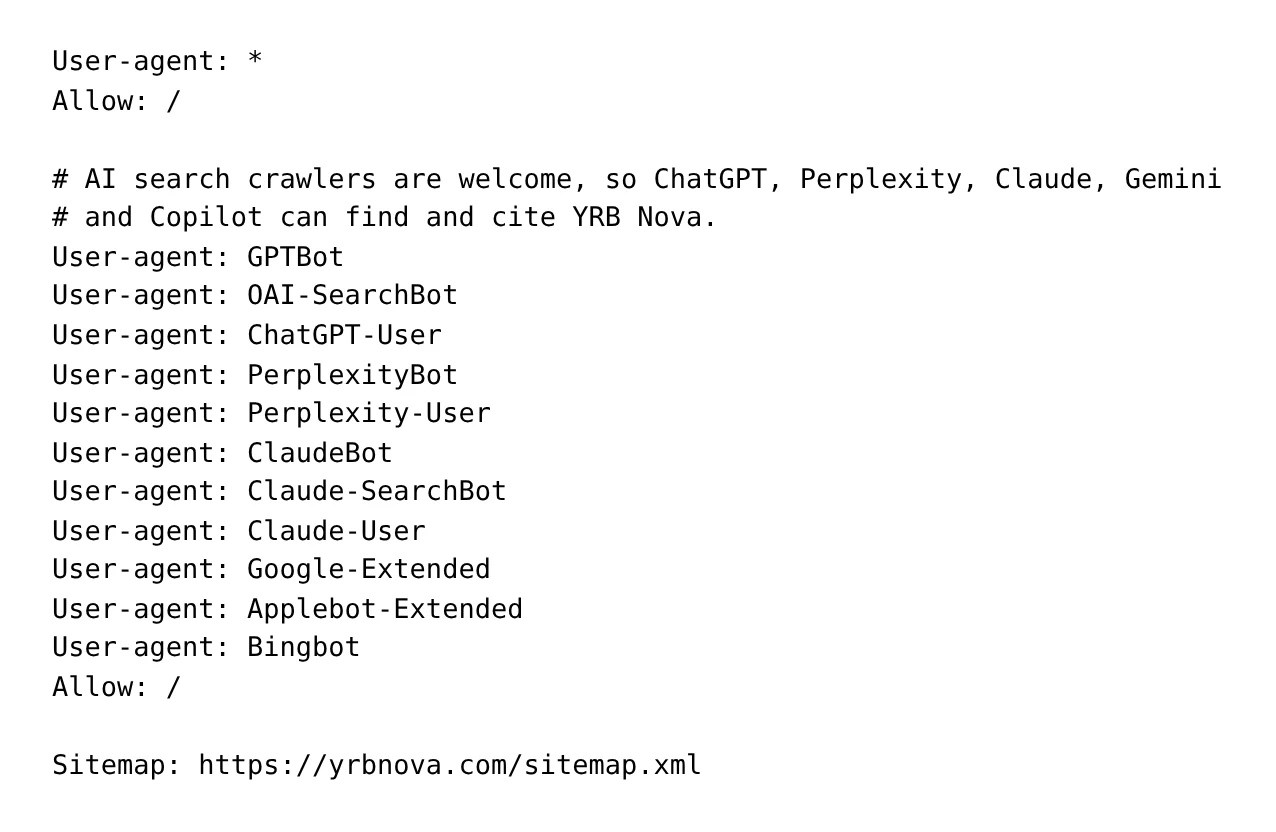 User-agent: *
Allow: /

# AI search crawlers are welcome, so ChatGPT, Perplexity, Claude, Gemini
# and Copilot can find and cite YRB Nova.
User-agent: GPTBot
User-agent: OAI-SearchBot
User-agent: ChatGPT-User
User-agent: PerplexityBot
User-agent: Perplexity-User
User-agent: ClaudeBot
User-agent: Claude-SearchBot
User-agent: Claude-User
User-agent: Google-Extended
User-agent: Applebot-Extended
User-agent: Bingbot
Allow: /

Sitemap: https://yrbnova.com/sitemap.xml